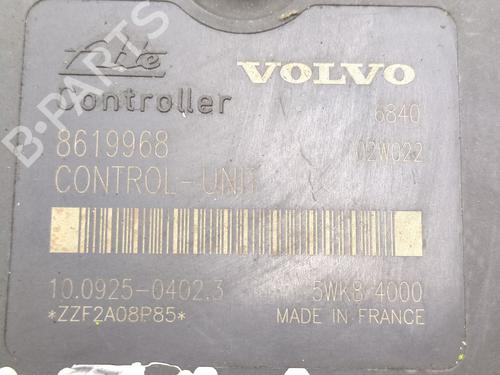 Ate VOLVO
Controller 6840
8619968 02W022
CONTROL-UNIT
10.0925-0402.3 5WK8 4000
*ZZF2A08P85* MADE IN FRANCE
B-PARTS